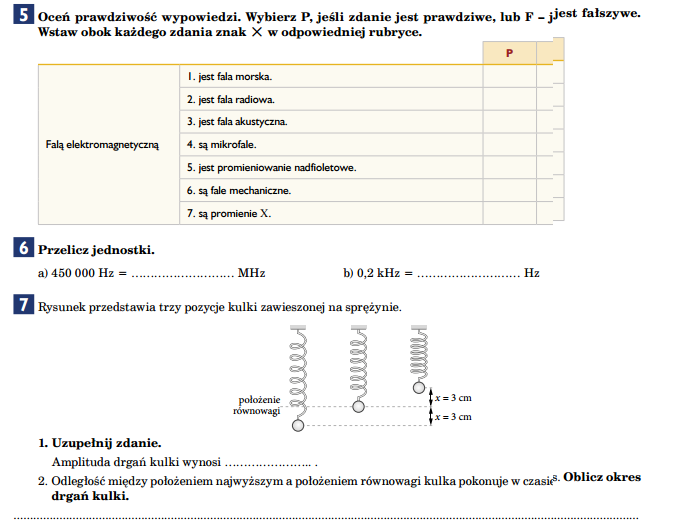 5 Oceń prawdziwość wypowiedzi. Wybierz P, jeśli zdanie jest prawdziwe, lub F – jjest fałszywe.
Wstaw obok każdego zdania znak ✕ w odpowiedniej rubryce.
P
Falą elektromagnetyczną
1. jest fala morska.
2. jest fala radiowa.
3. jest fala akustyczna.
4. są mikrofale.
5. jest promieniowanie nadfioletowe.
6. są fale mechaniczne.
7. są promienie X.
6 Przelicz jednostki.
a) 450 000 Hz = ............................ MHz b) 0,2 kHz = ............................ Hz
7 Rysunek przedstawia trzy pozycje kulki zawieszonej na sprężynie.
położenie
równowagi
x = 3 cm
x = 3 cm
1. Uzupełnij zdanie.
Amplituda drgań kulki wynosi ....................... .
2. Odległość między położeniem najwyższym a położeniem równowagi kulka pokonuje w czasie s. Oblicz okres
drgań kulki.